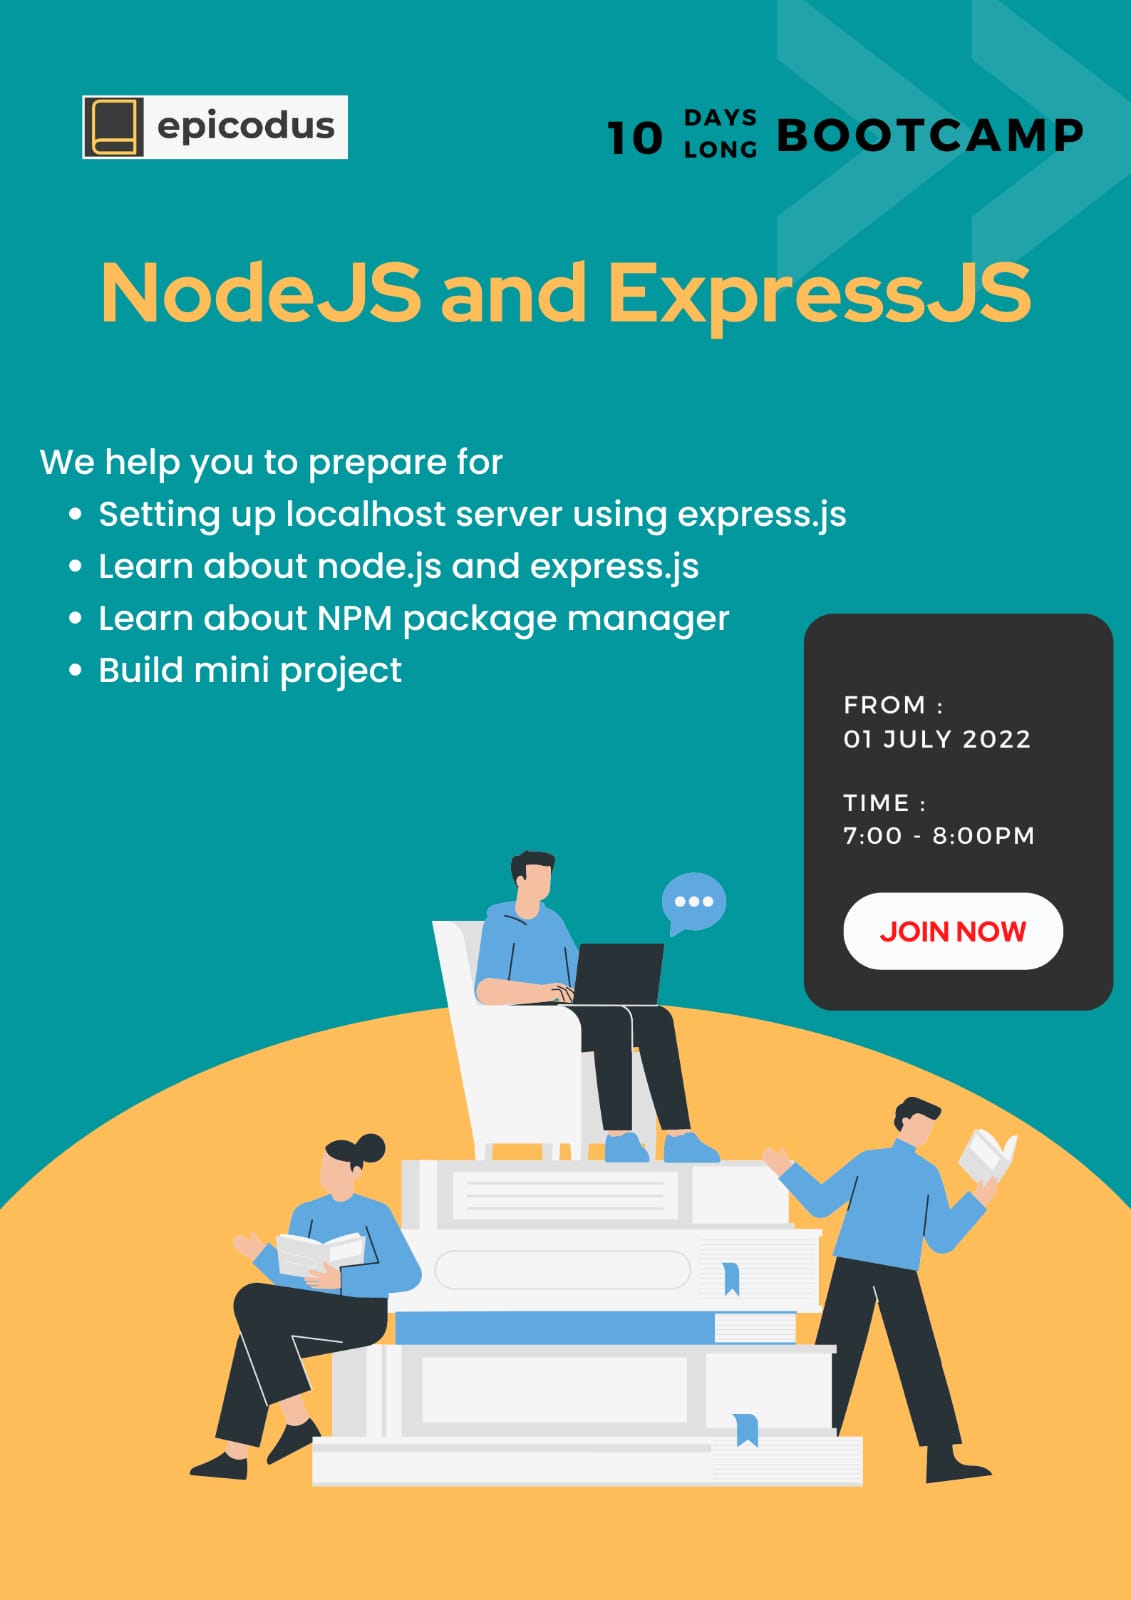 epicodus
10 DAYS LONG BOOTCAMP
NodeJS and ExpressJS
We help you to prepare for
• Setting up localhost server using express.js
• Learn about node.js and express.js
• Learn about NPM package manager
• Build mini project
FROM :
01 JULY 2022
TIME :
7:00 - 8:00PM
JOIN NOW